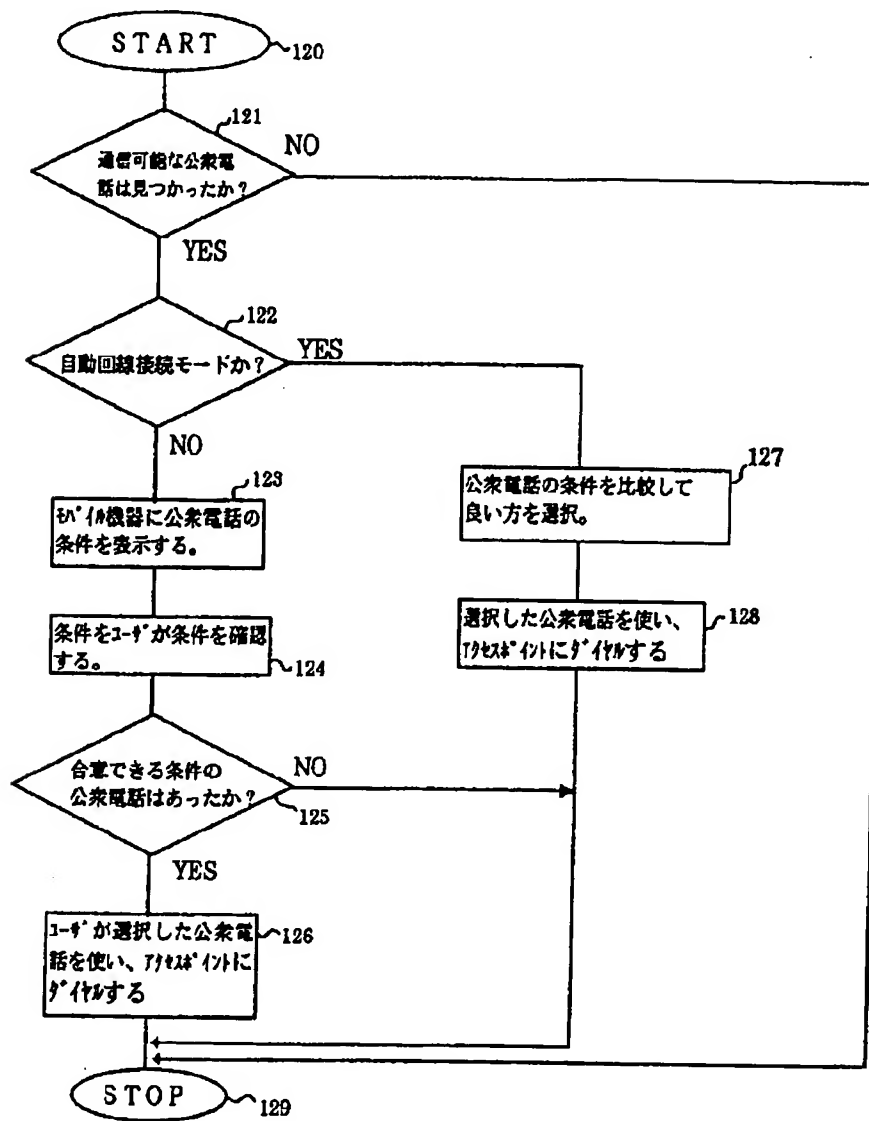 START
120
121
通信可能な公衆電
話は見つかったか?
NO
YES
122
自動回線接続モードか?
YES
NO
123
モバイル機器に公衆電話の
条件を表示する。
127
公衆電話の条件を比較して
良い方を選択。
条件をユーザが条件を確認
する。
124
選択した公衆電話を使い、
アクセスポイントにダイヤルする
128
合意できる条件の
公衆電話はあったか?
NO
125
YES
ユーザが選択した公衆電
話を使い、アクセスポイントに
ダイヤルする
126
STOP
129